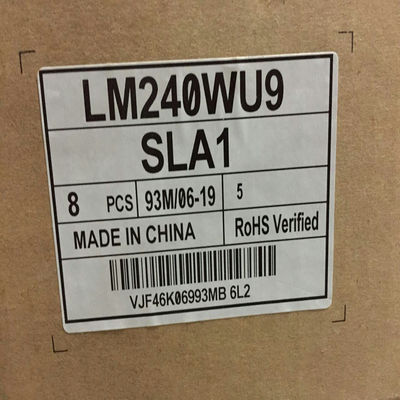 LM240WU9
SLA1
8 PCS 93M/06-19 5
MADE IN CHINA RoHS Verified
VJF46K06993MB 6L2